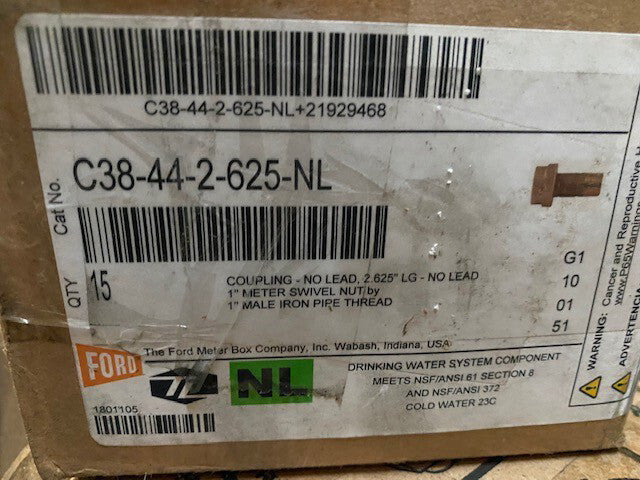 C38-44-2-625-NL+21929468
Cat No.
C38-44-2-625-NL
QTY
15
COUPLING - NO LEAD, 2.625" LG - NO LEAD
1" METER SWIVEL NUT/by
1" MALE IRON PIPE THREAD
G1
10
01
51
The Ford Meter Box Company, Inc. Wabash, Indiana, USA
FORD
NL
DRINKING WATER SYSTEM COMPONENT
MEETS NSF/ANSI 61 SECTION 8
AND NSF/ANSI 372
COLD WATER 23C
1801105
WARNING: Cancer and Reproductive
www.P65Warnings
ADVERTENCIA